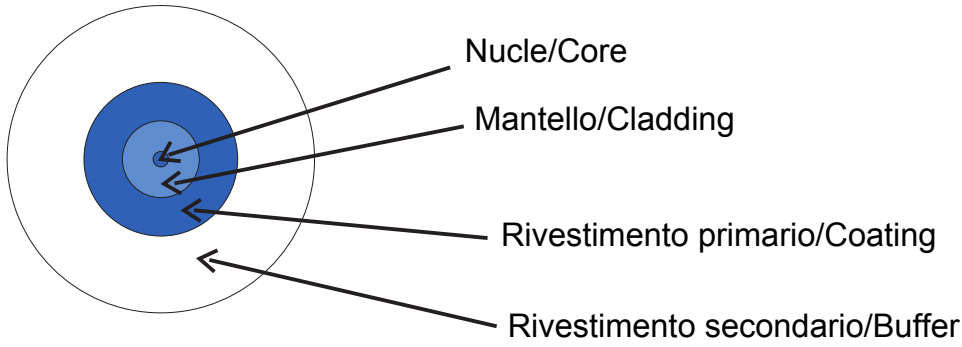 Nucle/Core
Mantello/Cladding
Rivestimento primario/Coating
Rivestimento secondario/Buffer